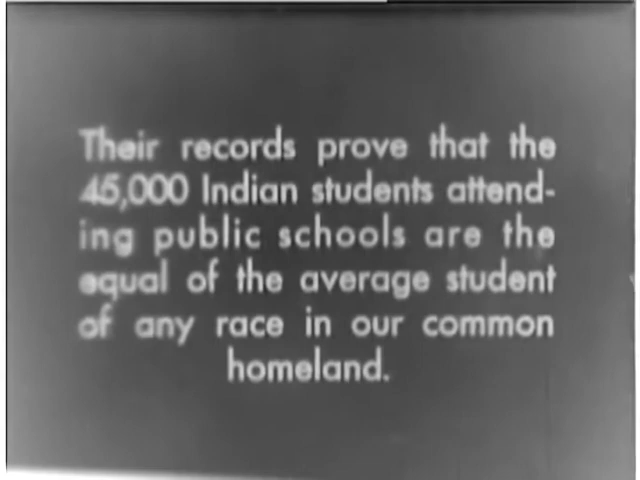 Their records prove that the
45,000 Indian students attend-
ing public schools are the
equal of the average student
of any race in our common
homeland.